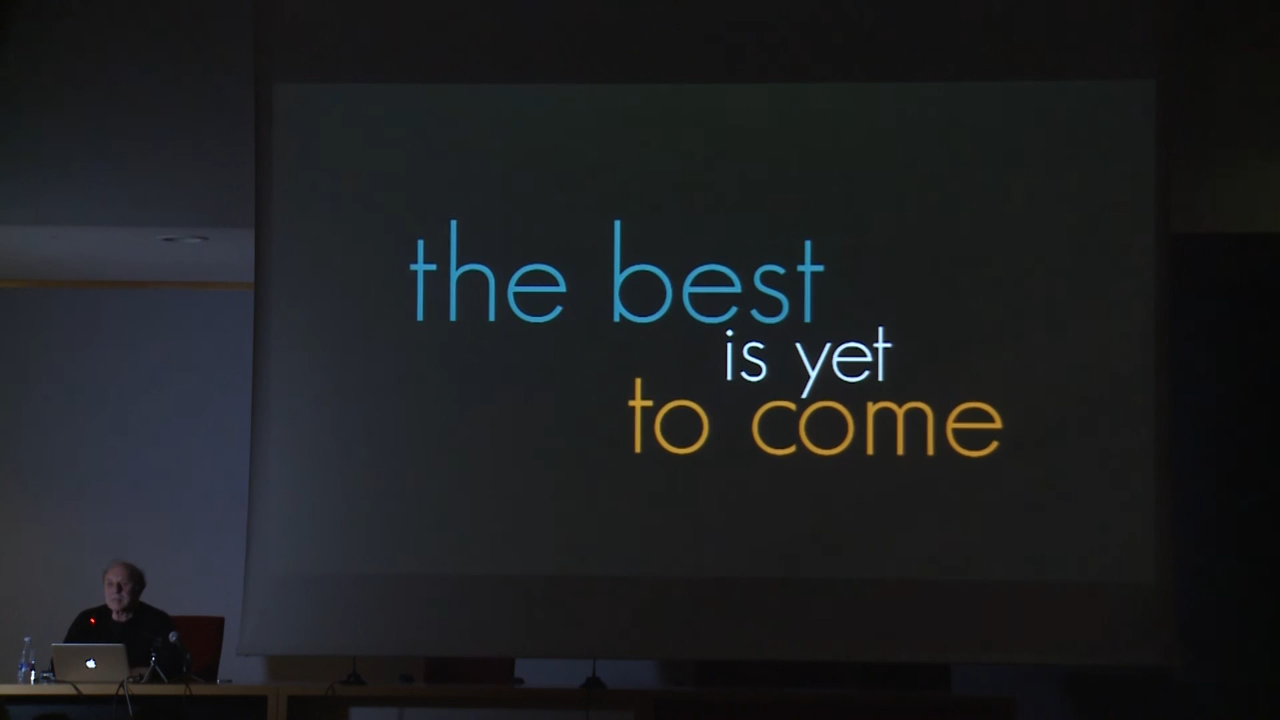 the best
is yet
to come